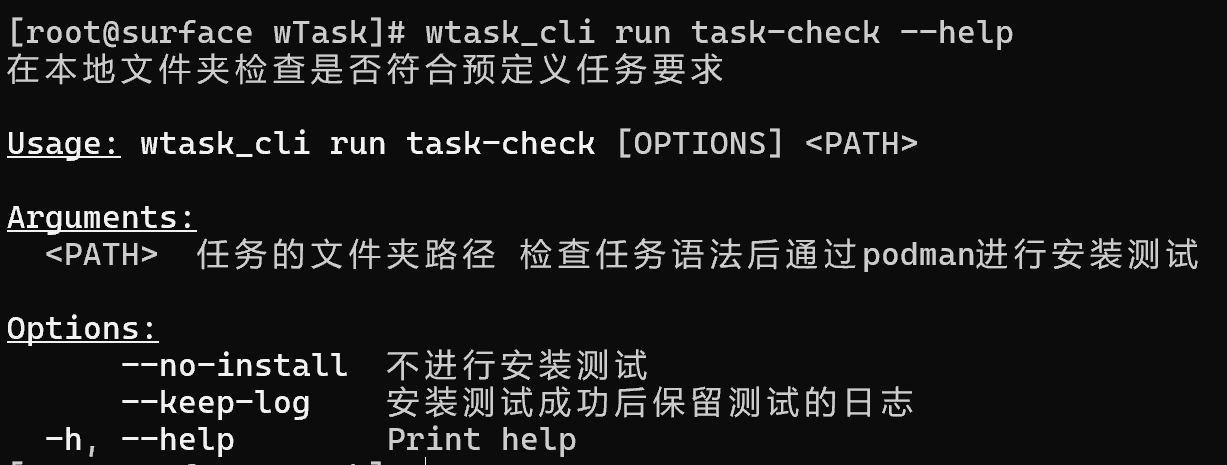 [root@surface wTask]# wtask_cli run task-check --help
在本地文件夹检查是否符合预定义任务要求
Usage: wtask_cli run task-check [OPTIONS] <PATH>
Arguments:
<PATH>  任务的文件夹路径 检查任务语法后通过podman进行安装测试
Options:
--no-install  不进行安装测试
--keep-log    安装测试成功后保留测试的日志
-h, --help        Print help